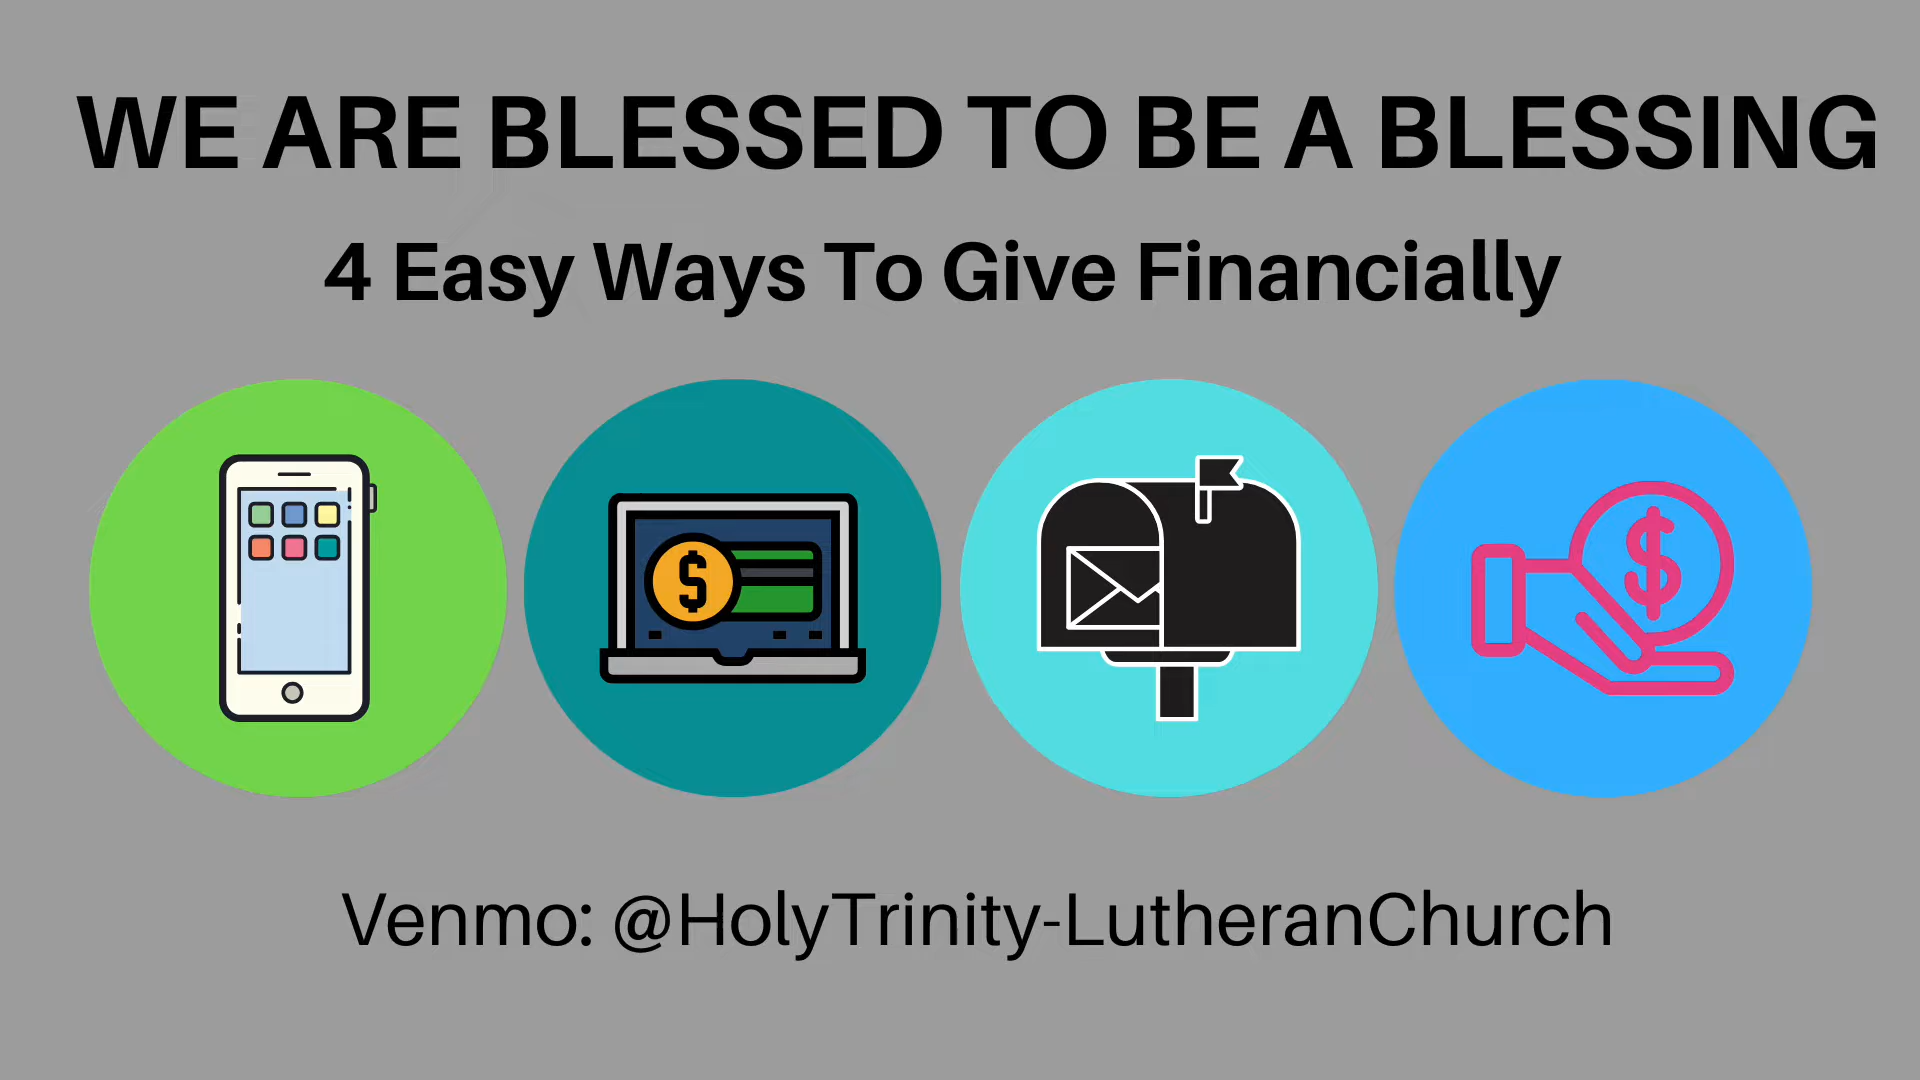 WE ARE BLESSED TO BE A BLESSING
4 Easy Ways To Give Financially
$
$
Venmo: @HolyTrinity-LutheranChurch